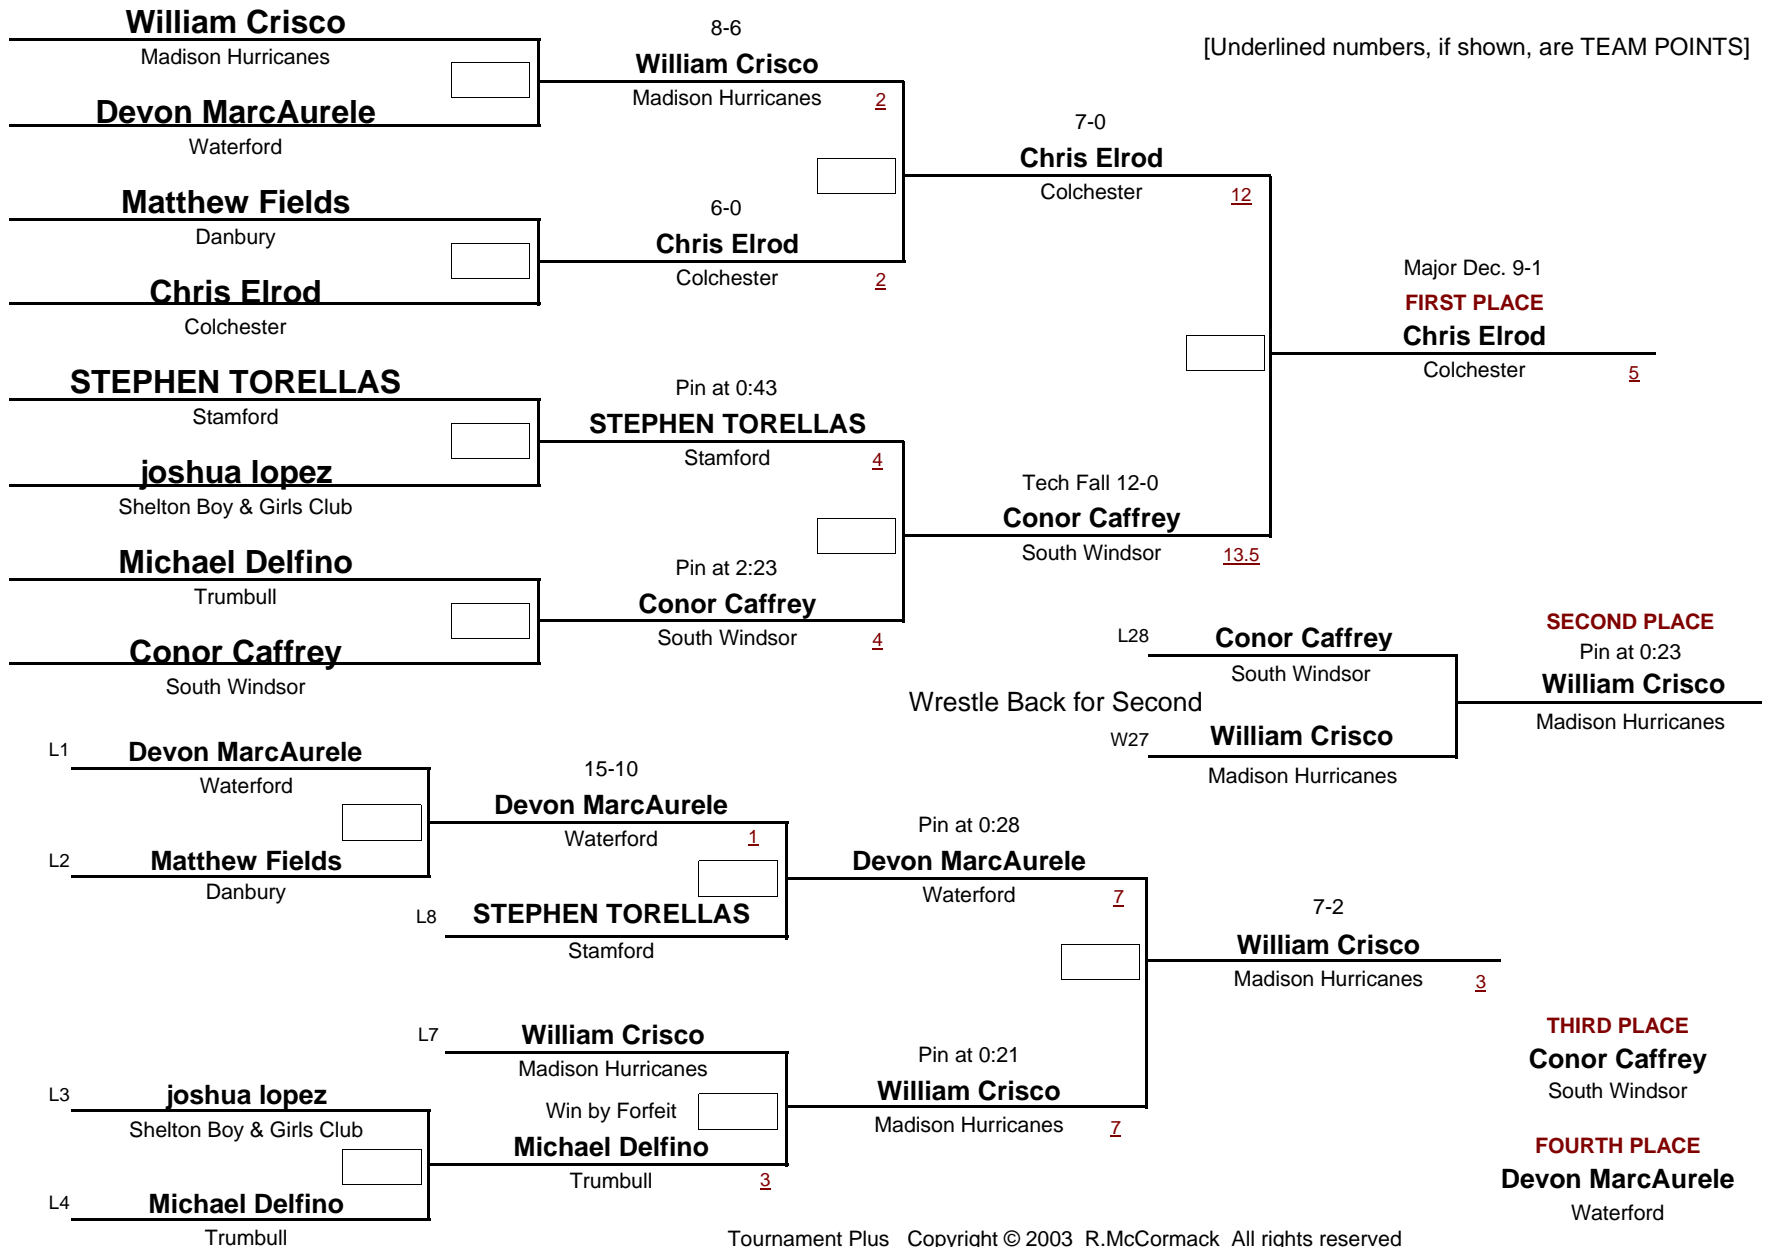 William Crisco
Madison Hurricanes
Devon MarcAurele
Waterford
Matthew Fields
Danbury
Chris Elrod
Colchester
STEPHEN TORELLAS
Stamford
joshua lopez
Shelton Boy & Girls Club
Michael Delfino
Trumbull
Conor Caffrey
South Windsor
8-6
William Crisco
Madison Hurricanes 2
6-0
Chris Elrod
Colchester 2
Pin at 0:43
STEPHEN TORELLAS
Stamford 4
Pin at 2:23
Conor Caffrey
South Windsor 4
[Underlined numbers, if shown, are TEAM POINTS]
7-0
Chris Elrod
Colchester 12
Tech Fall 12-0
Conor Caffrey
South Windsor 13.5
Major Dec. 9-1
FIRST PLACE
Chris Elrod
Colchester 5
L28 Conor Caffrey
South Windsor
Wrestle Back for Second
W27 William Crisco
Madison Hurricanes
SECOND PLACE
Pin at 0:23
William Crisco
Madison Hurricanes
L1 Devon MarcAurele
Waterford
L2 Matthew Fields
Danbury
15-10
Devon MarcAurele
Waterford 1
L8 STEPHEN TORELLAS
Stamford
L7 William Crisco
Madison Hurricanes
L3 joshua lopez
Shelton Boy & Girls Club
L4 Michael Delfino
Trumbull
Win by Forfeit
Michael Delfino
Trumbull 3
Pin at 0:28
Devon MarcAurele
Waterford 7
Pin at 0:21
William Crisco
Madison Hurricanes 7
7-2
William Crisco
Madison Hurricanes 3
THIRD PLACE
Conor Caffrey
South Windsor
FOURTH PLACE
Devon MarcAurele
Waterford
Tournament Plus Copyright © 2003 R.McCormack All rights reserved